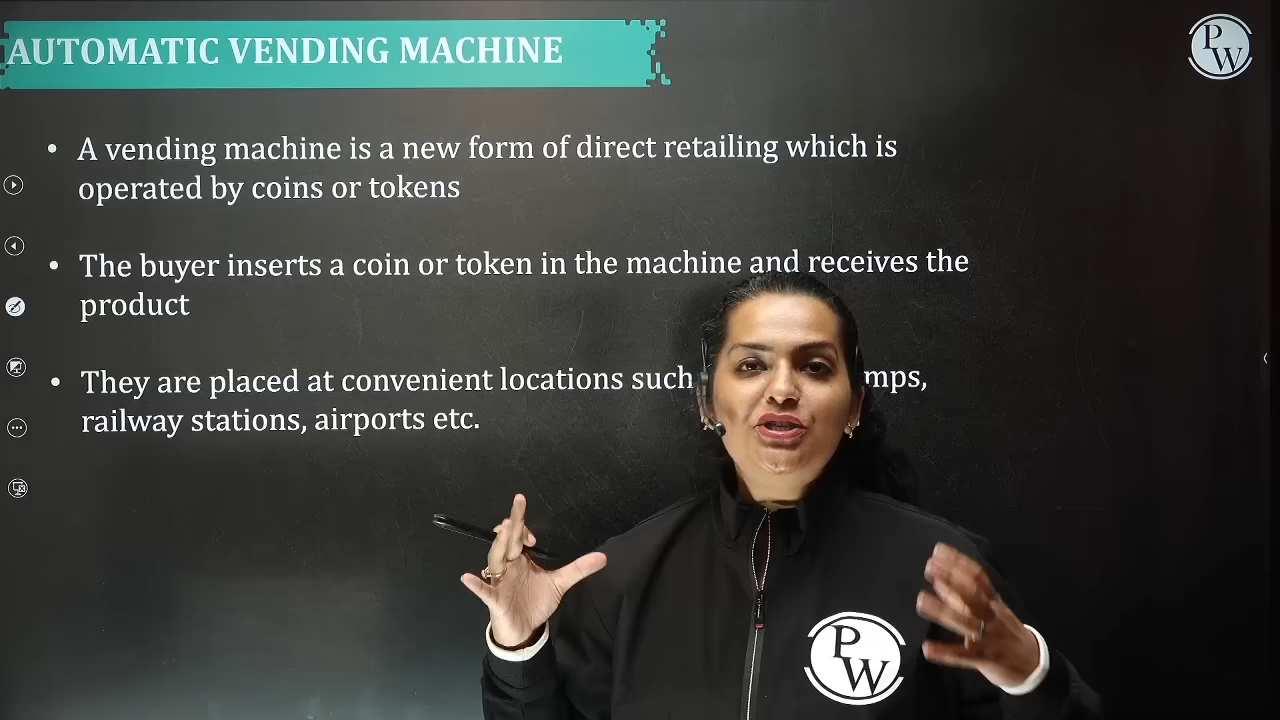 AUTOMATIC VENDING MACHINE
PW
• A vending machine is a new form of direct retailing which is
operated by coins or tokens
• The buyer inserts a coin or token in the machine and receives the
product
• They are placed at convenient locations such
railway stations, airports etc.
PW